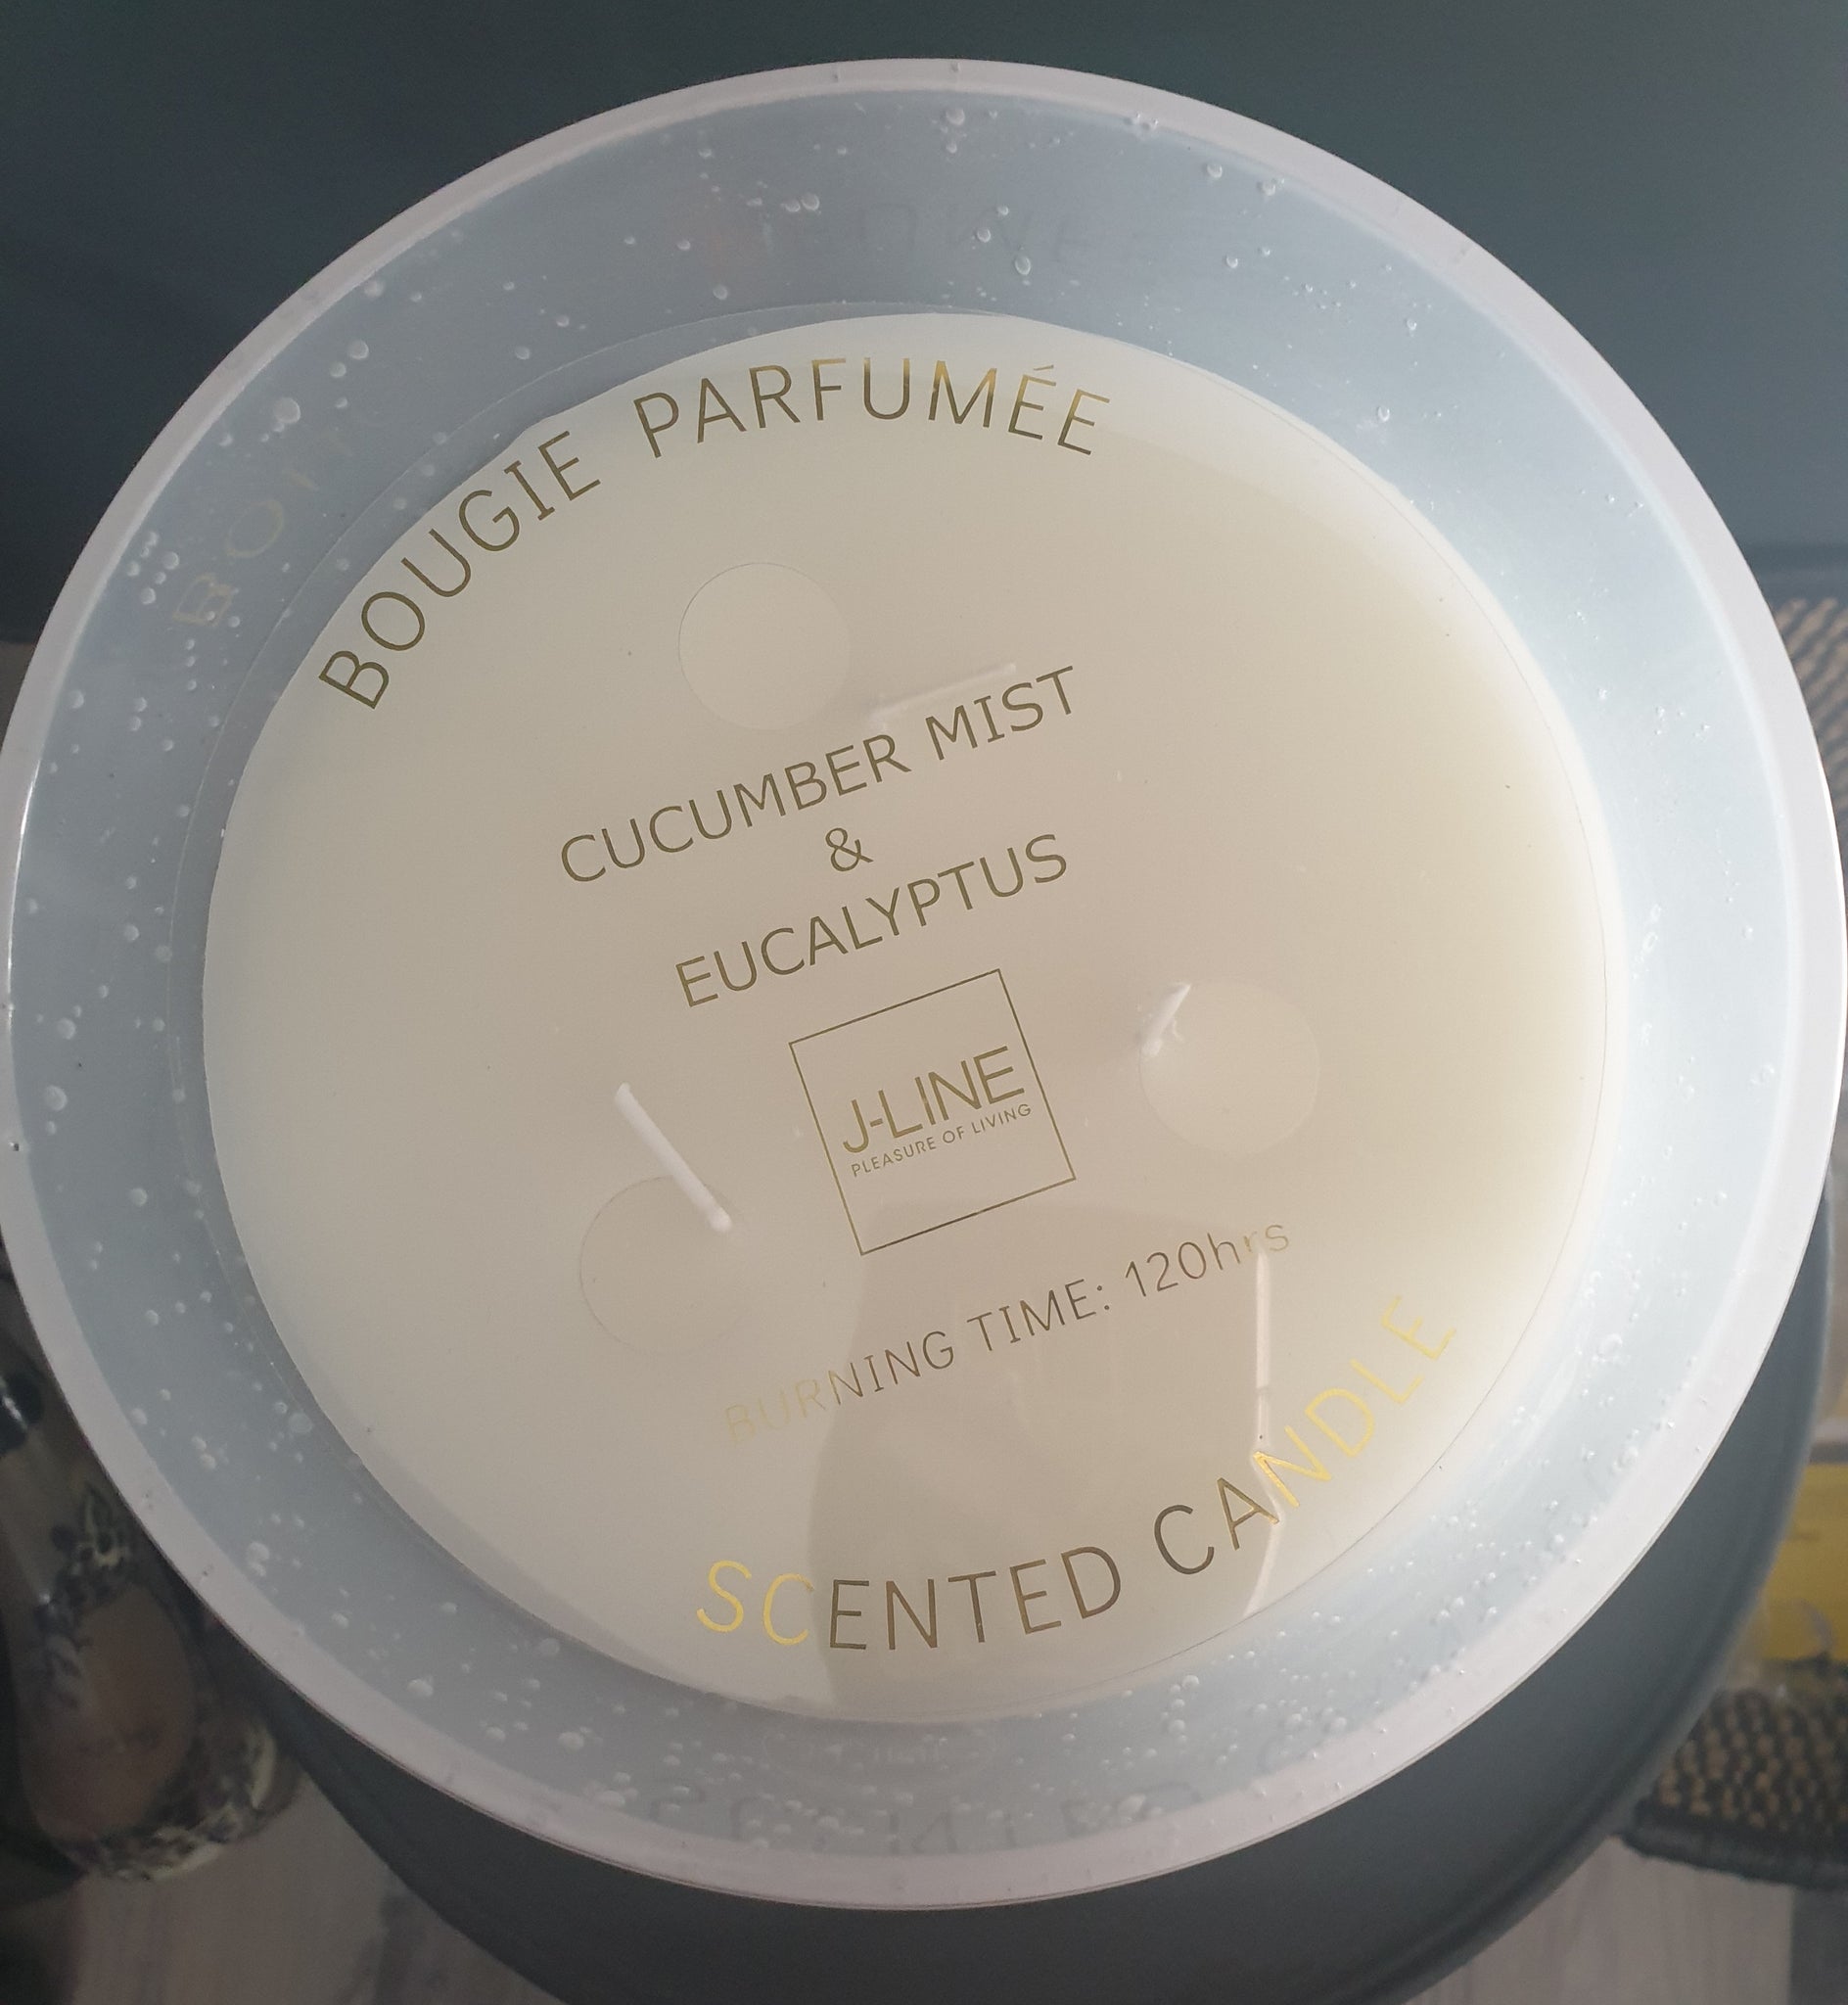 BOUGIE PARFUMÉE
CUCUMBER MIST
&
EUCALYPTUS
J-LINE
PLEASURE OF LIVING
BURNING TIME: 120hrs
SCENTED CANDLE